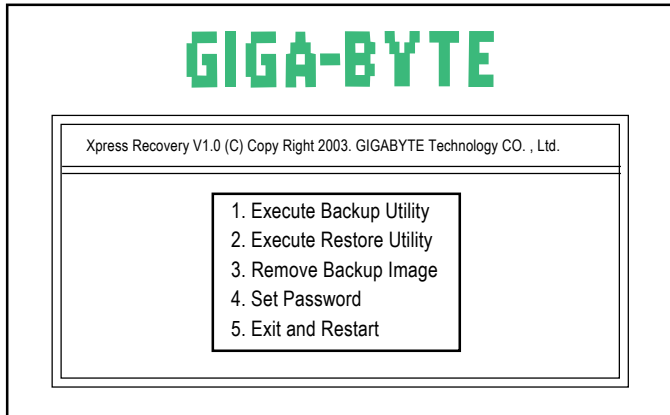 GIGA-BYTE
Xpress Recovery V1.0 (C) Copy Right 2003. GIGABYTE Technology CO. , Ltd.
1. Execute Backup Utility
2. Execute Restore Utility
3. Remove Backup Image
4. Set Password
5. Exit and Restart